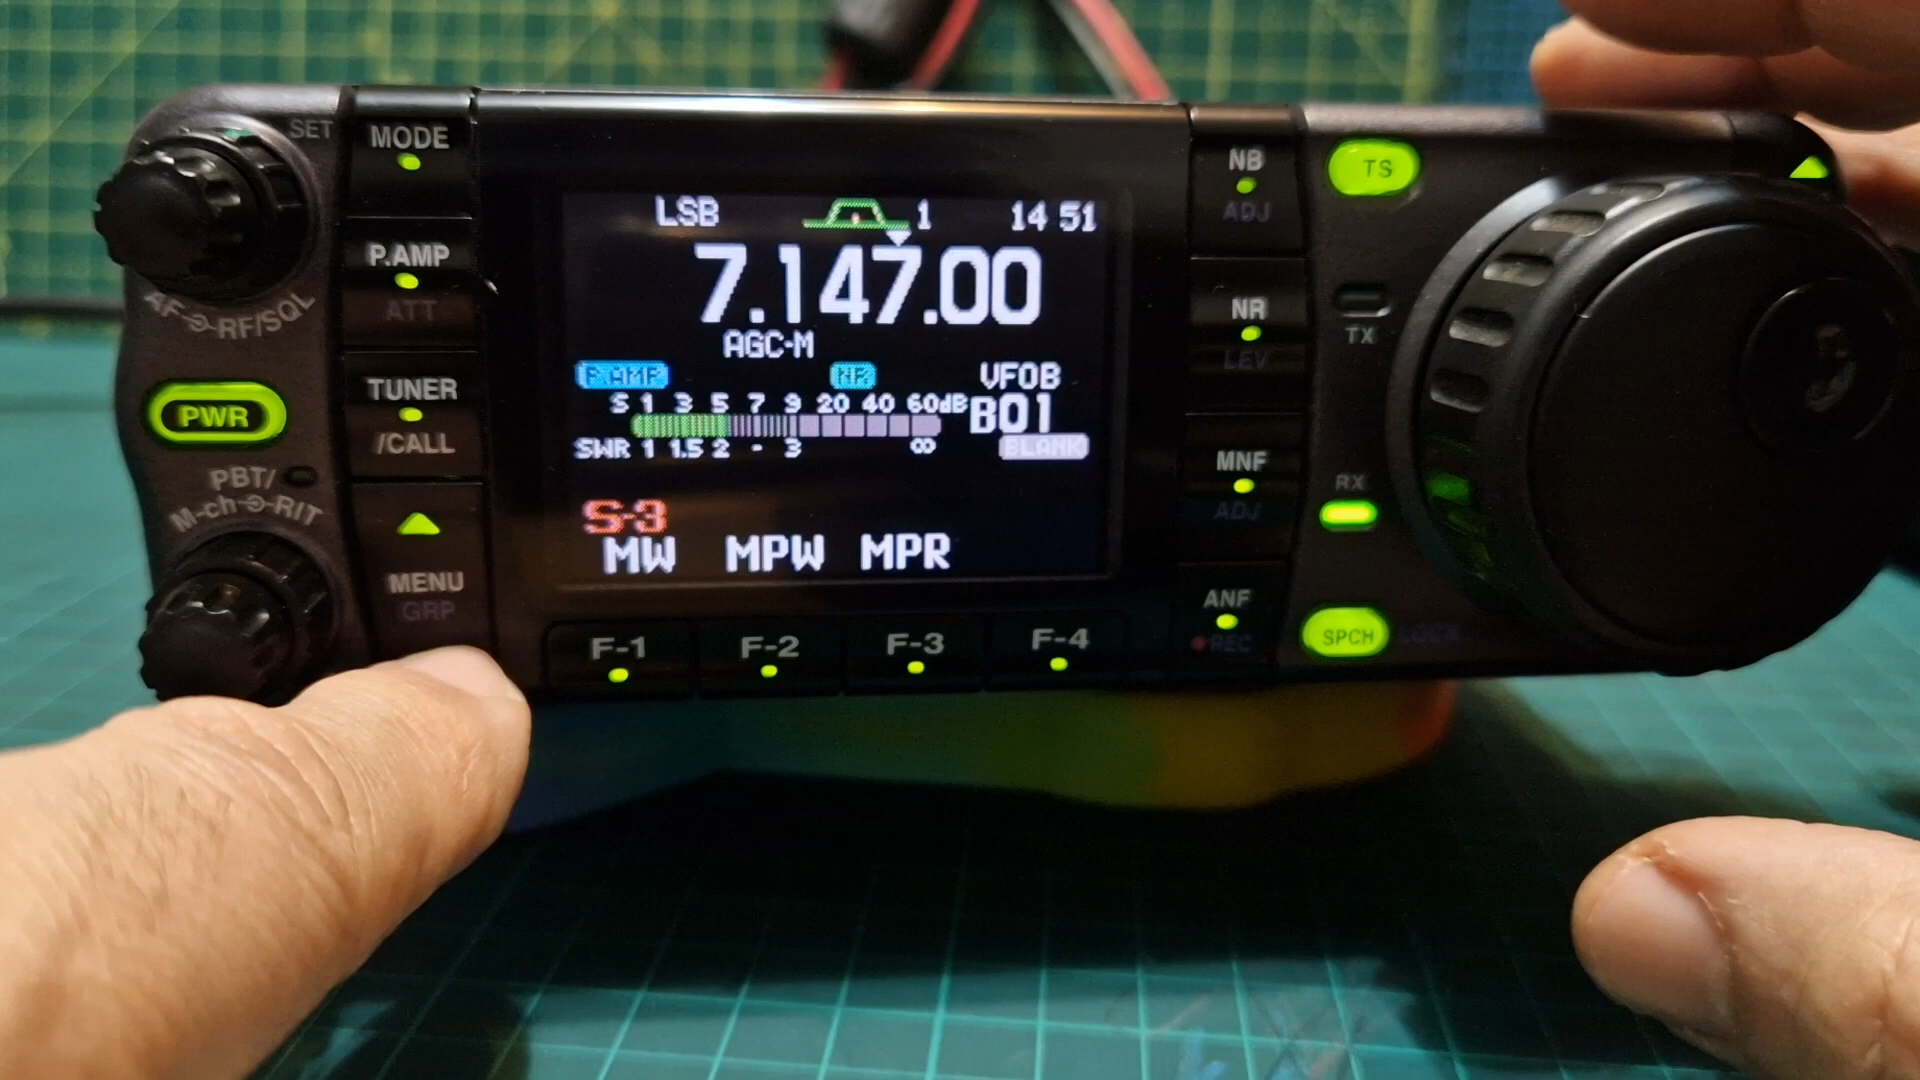 SET
MODE
P.AMP
ATT
TUNER
/CALL
MENU
GRP
AF RF/SQL
PWR
PBT/
M-ch RIT
LSB 1 14 51
7.147.00
AGC-M
P.AMP NR VFOB
S 1 3 5 7 9 20 40 60dB B01
SWR 1 1.5 2 - 3 ∞ BLANK
S-3
MW MPW MPR
F-1 F-2 F-3 F-4
NB
ADJ
NR
LEV
MNF
ADJ
ANF
REC
TS
TX
RX
SPCH LOCK